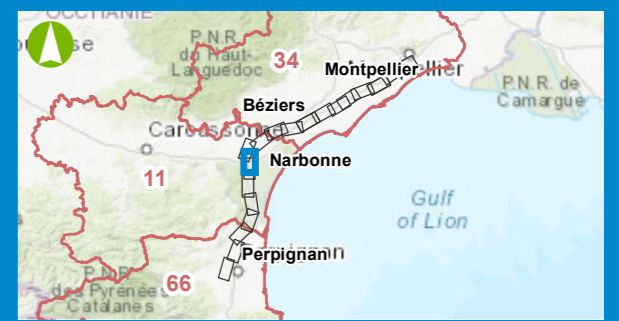 OCCITANIE
P.N.R.
du Haut-
Languedoc
34
Montpellier
P.N.R. de
Camargue
Béziers
Carcassonne
Narbonne
11
Gulf
of Lion
Perpignan
P.N.R.
des Pyrénées
Catalanes
66